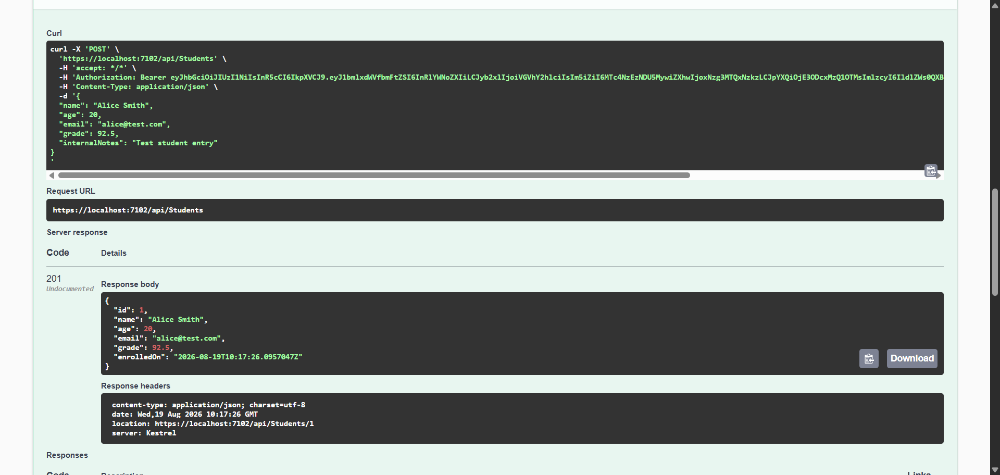 Curl
curl -X 'POST' \
'https://localhost:7102/api/Students' \
-H 'accept: */*' \
-H 'Authorization: Bearer eyJhbGciOiJIUzI1NiIsInR5cCI6IkpXVCJ9.eyJ1bmlxdWVfbmFtZSI6InRlYWNoZXIiLCJyb2xlIjoiVGVhY2hlciIsIm5iZiI6MTc4NzEzNDU5MywiZXhwIjoxNzg3MTQxNzkzLCJpYXQiOjE3ODcxMzQ1OTMsImlzcyI6IldlZWs0QXB
-H 'Content-Type: application/json' \
-d '{
"name": "Alice Smith",
"age": 20,
"email": "alice@test.com",
"grade": 92.5,
"internalNotes": "Test student entry"
}
'
Request URL
https://localhost:7102/api/Students
Server response
Code Details
201
Undocumented
Response body
{
"id": 1,
"name": "Alice Smith",
"age": 20,
"email": "alice@test.com",
"grade": 92.5,
"enrolledOn": "2026-08-19T10:17:26.0957047Z"
}
Download
Response headers
content-type: application/json; charset=utf-8
date: Wed,19 Aug 2026 10:17:26 GMT
location: https://localhost:7102/api/Students/1
server: Kestrel
Responses
Code Description Links